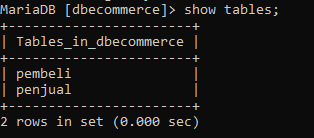 MariaDB [dbecommerce]> show tables;
+-----------------------+
| Tables_in_dbecommerce |
+-----------------------+
| pembeli               |
| penjual               |
+-----------------------+
2 rows in set (0.000 sec)